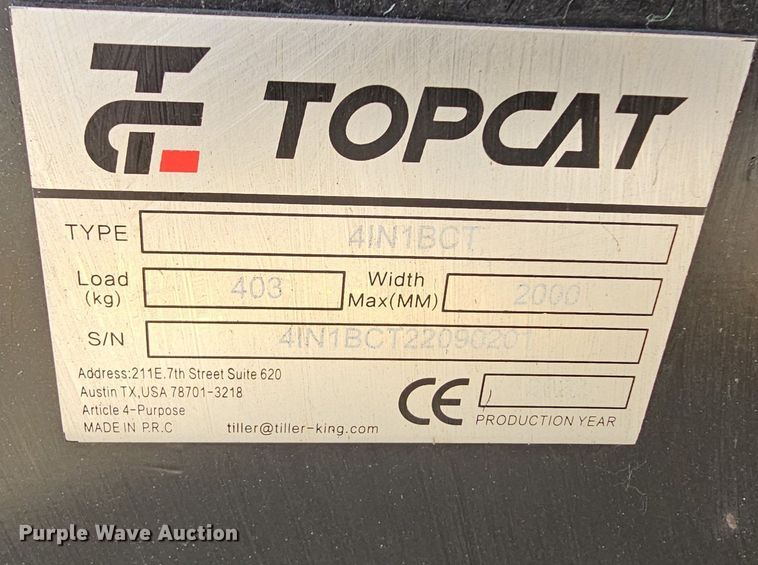 TOPCAT
TYPE 4IN1BCT
Load (kg) 403 Width Max(MM) 2000
S/N 4IN1BCT22090201
Address:211E.7th Street Suite 620
Austin TX,USA 78701-3218
Article 4-Purpose
MADE IN P.R.C tiller@tiller-king.com
CE
PRODUCTION YEAR
Purple Wave Auction